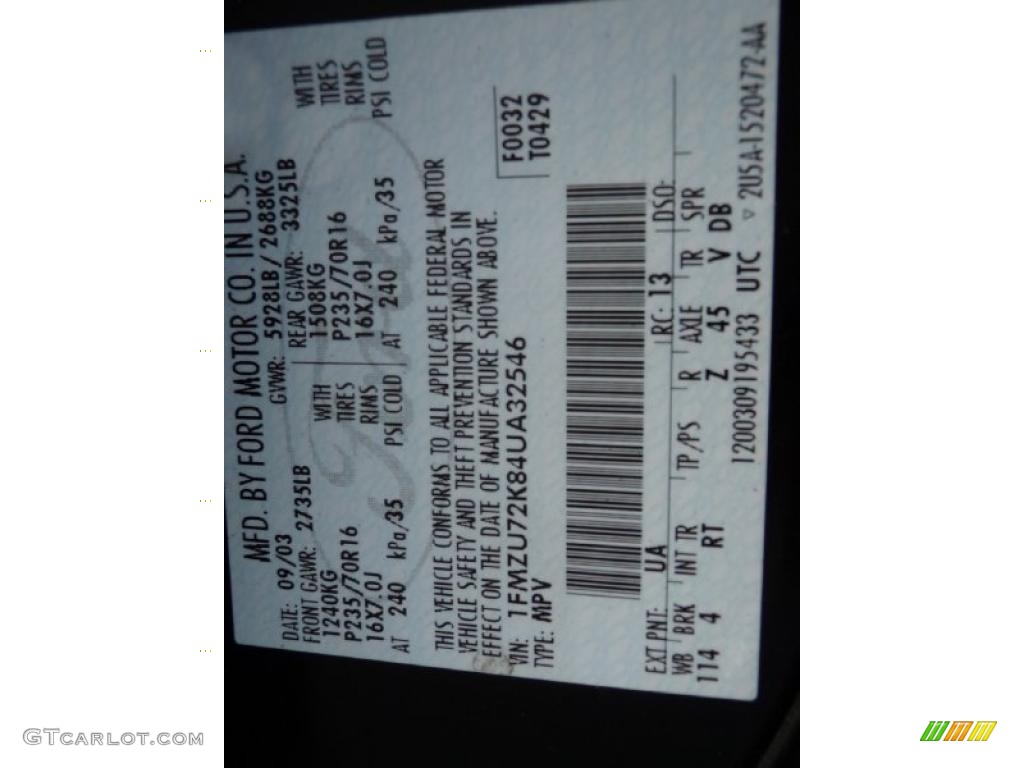 MFD. BY FORD MOTOR CO. IN U.S.A.
DATE: 09/03 GVWR: 5928LB / 2688KG
FRONT GAWR: 2735LB REAR GAWR: 3325LB
1240KG WITH 1508KG WITH
P235/70R16 TIRES P235/70R16 TIRES
16X7.0J RIMS 16X7.0J RIMS
AT 240 kPa/35 PSI COLD AT 240 kPa/35 PSI COLD
THIS VEHICLE CONFORMS TO ALL APPLICABLE FEDERAL MOTOR
VEHICLE SAFETY AND THEFT PREVENTION STANDARDS IN
EFFECT ON THE DATE OF MANUFACTURE SHOWN ABOVE.
VIN: 1FMZU72K84UA32546 F0032
TYPE: MPV T0429
EXT PNT: UA RC: 13 DSO:
WB BRK INT TR TP/PS R AXLE TR SPR
114 4 RT Z 45 V DB
1200309195433 UTC ▽ 2U5A-1520472-AA
Ford
GTCARLOT.COM